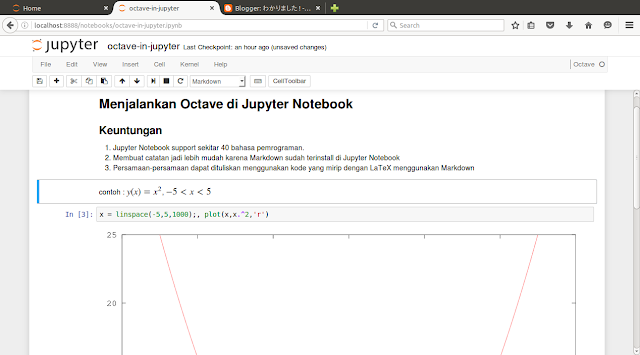 Home
octave-in-jupyter
Blogger: わかりました ! -...
localhost:8888/notebooks/octave-in-jupyter.ipynb
Search
jupyter octave-in-jupyter Last Checkpoint: an hour ago (unsaved changes)
File Edit View Insert Cell Kernel Help Octave
Markdown CellToolbar
Menjalankan Octave di Jupyter Notebook
Keuntungan
1. Jupyter Notebook support sekitar 40 bahasa pemrograman.
2. Membuat catatan jadi lebih mudah karena Markdown sudah terinstall di Jupyter Notebook
3. Persamaan-persamaan dapat dituliskan menggunakan kode yang mirip dengan LaTeX menggunakan Markdown
contoh : y(x) = x², −5 < x < 5
In [3]: x = linspace(-5,5,1000);, plot(x,x.^2,'r')
25
20